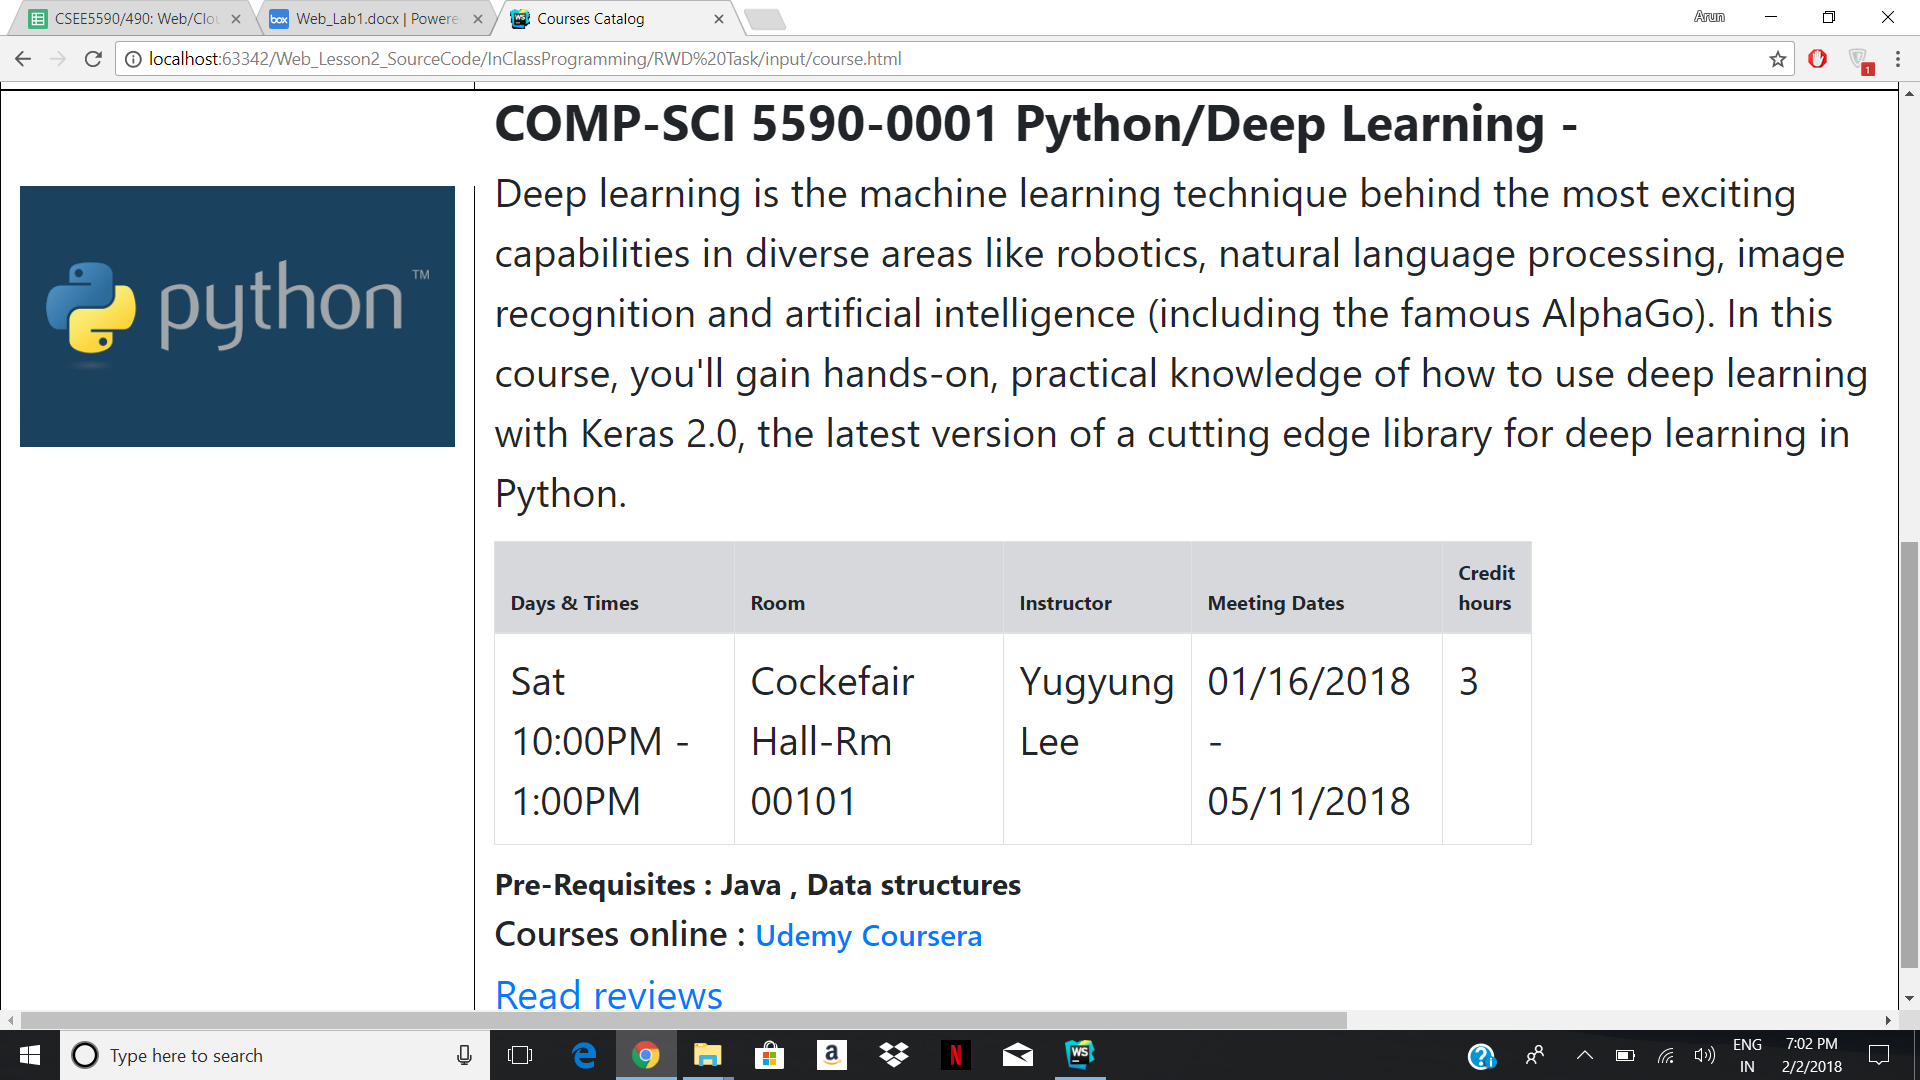 CSEE5590/490: Web/Clou
Web_Lab1.docx | Powere
Courses Catalog
Arun
localhost:63342/Web_Lesson2_SourceCode/InClassProgramming/RWD%20Task/input/course.html
1
COMP-SCI 5590-0001 Python/Deep Learning -
python TM
Deep learning is the machine learning technique behind the most exciting
capabilities in diverse areas like robotics, natural language processing, image
recognition and artificial intelligence (including the famous AlphaGo). In this
course, you'll gain hands-on, practical knowledge of how to use deep learning
with Keras 2.0, the latest version of a cutting edge library for deep learning in
Python.
Days & Times Room Instructor Meeting Dates Credit
hours
Sat Cockefair Yugyung 01/16/2018 3
10:00PM - Hall-Rm Lee -
1:00PM 00101 05/11/2018
Pre-Requisites : Java , Data structures
Courses online : Udemy Coursera
Read reviews
Type here to search
box
WS
ENG
IN
7:02 PM
2/2/2018